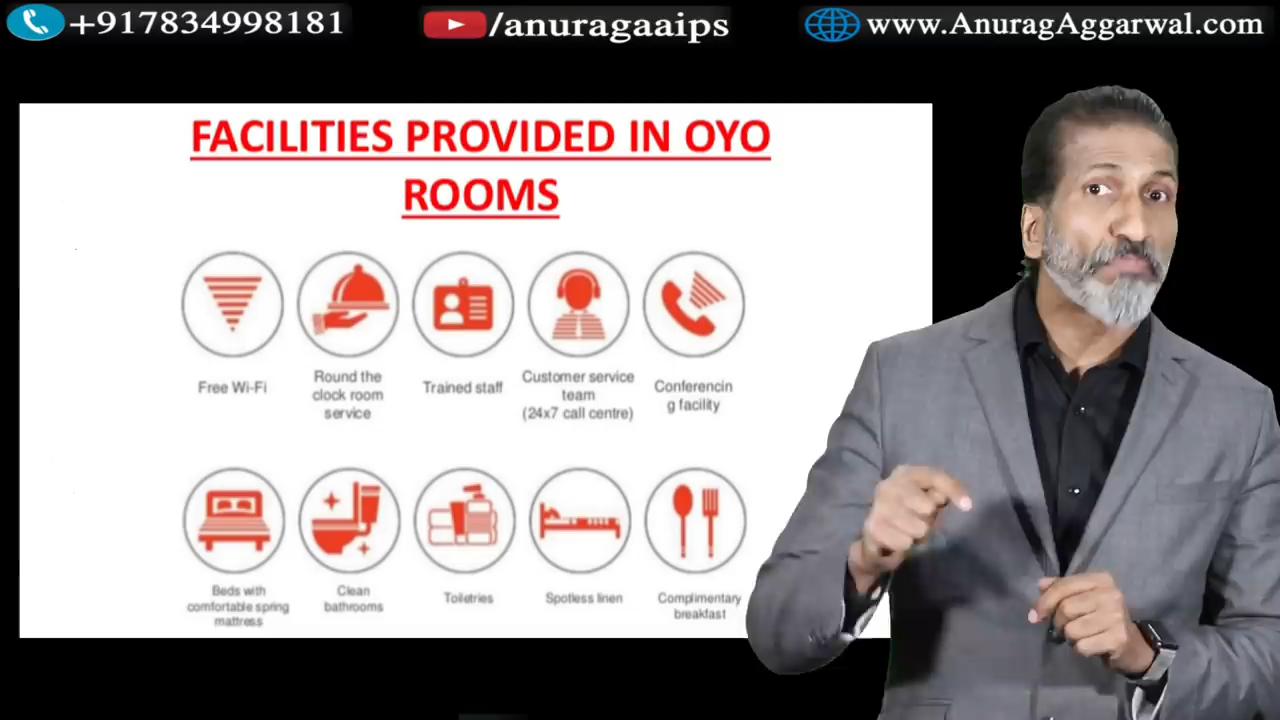 +917834998181
/anuragaaips
www.AnuragAggarwal.com
FACILITIES PROVIDED IN OYO
ROOMS
Free Wi-Fi
Round the
clock room
service
Trained staff
Customer service
team
(24x7 call centre)
Conferencin
g facility
Beds with
comfortable spring
mattress
Clean
bathrooms
Toiletries
Spotless linen
Complimentary
breakfast